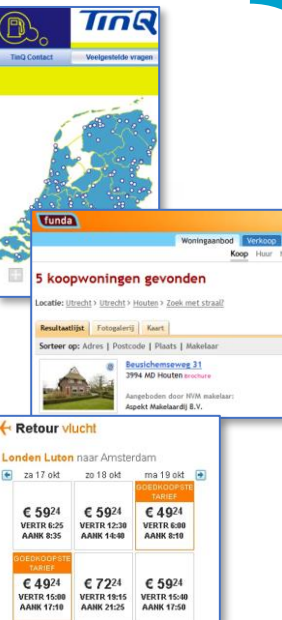 TinQ
TinQ Contact Veelgestelde vragen
funda
Woningaanbod Verkoop
Koop Huur
5 koopwoningen gevonden
Locatie: Utrecht > Utrecht > Houten > Zoek met straal?
Resultaatlijst Fotogalerij Kaart
Sorteer op: Adres | Postcode | Plaats | Makelaar
Beusichemseweg 31
3994 MD Houten brochure
Aangeboden door NVM makelaar:
Aspekt Makelaardij B.V.
Retour vlucht
Londen Luton naar Amsterdam
za 17 okt zo 18 okt ma 19 okt
GOEDKOOPSTE
TARIEF
€ 5924 € 5924 € 4924
VERTR 6:25 VERTR 12:30 VERTR 6:00
AANK 8:35 AANK 14:40 AANK 8:10
GOEDKOOPSTE
TARIEF
€ 4924 € 7224 € 5924
VERTR 15:00 VERTR 19:15 VERTR 15:40
AANK 17:10 AANK 21:25 AANK 17:50